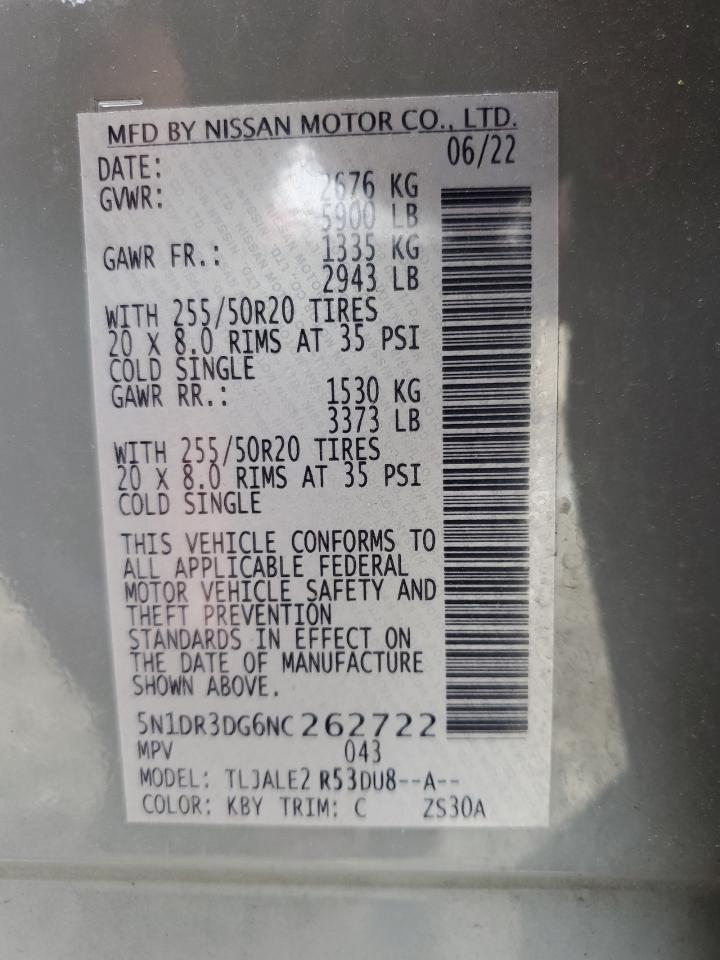 MFD BY NISSAN MOTOR CO., LTD.
DATE: 06/22
GVWR: 2676 KG
5900 LB
GAWR FR.: 1335 KG
2943 LB
WITH 255/50R20 TIRES
20 X 8.0 RIMS AT 35 PSI
COLD SINGLE
GAWR RR.: 1530 KG
3373 LB
WITH 255/50R20 TIRES
20 X 8.0 RIMS AT 35 PSI
COLD SINGLE
THIS VEHICLE CONFORMS TO
ALL APPLICABLE FEDERAL
MOTOR VEHICLE SAFETY AND
THEFT PREVENTION
STANDARDS IN EFFECT ON
THE DATE OF MANUFACTURE
SHOWN ABOVE.
5N1DR3DG6NC262722
MPV 043
MODEL: TLJALE2 R53DU8--A--
COLOR: KBY TRIM: C ZS30A